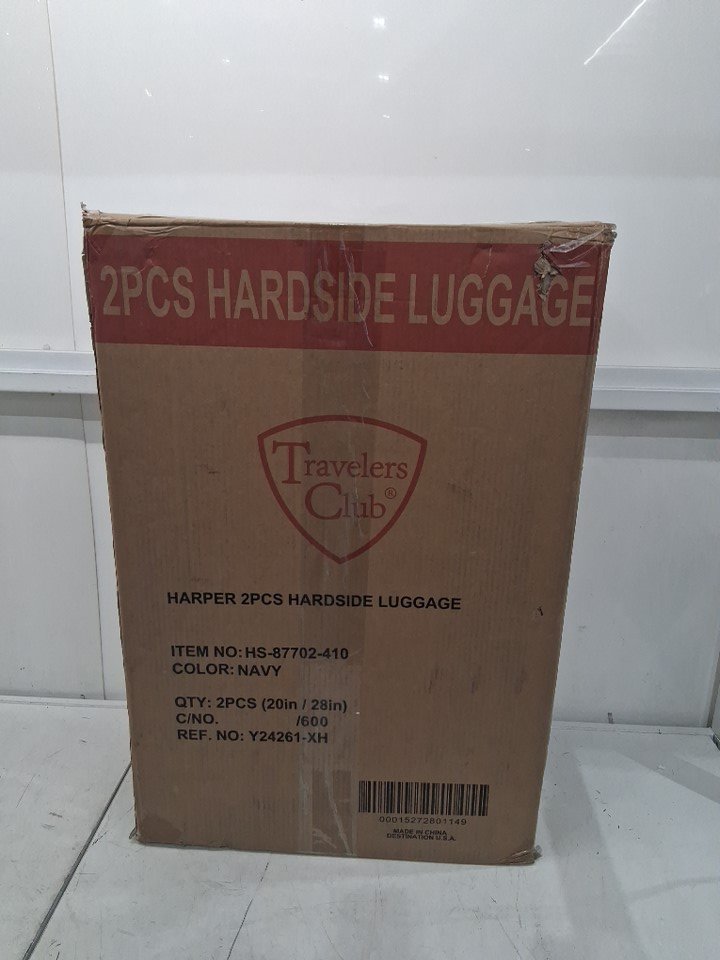 2PCS HARDSIDE LUGGAGE
Travelers
Club®
HARPER 2PCS HARDSIDE LUGGAGE
ITEM NO: HS-87702-410
COLOR: NAVY
QTY: 2PCS (20in / 28in)
C/NO. /600
REF. NO: Y24261-XH
00015272801149
MADE IN CHINA
DESTINATION U.S.A.